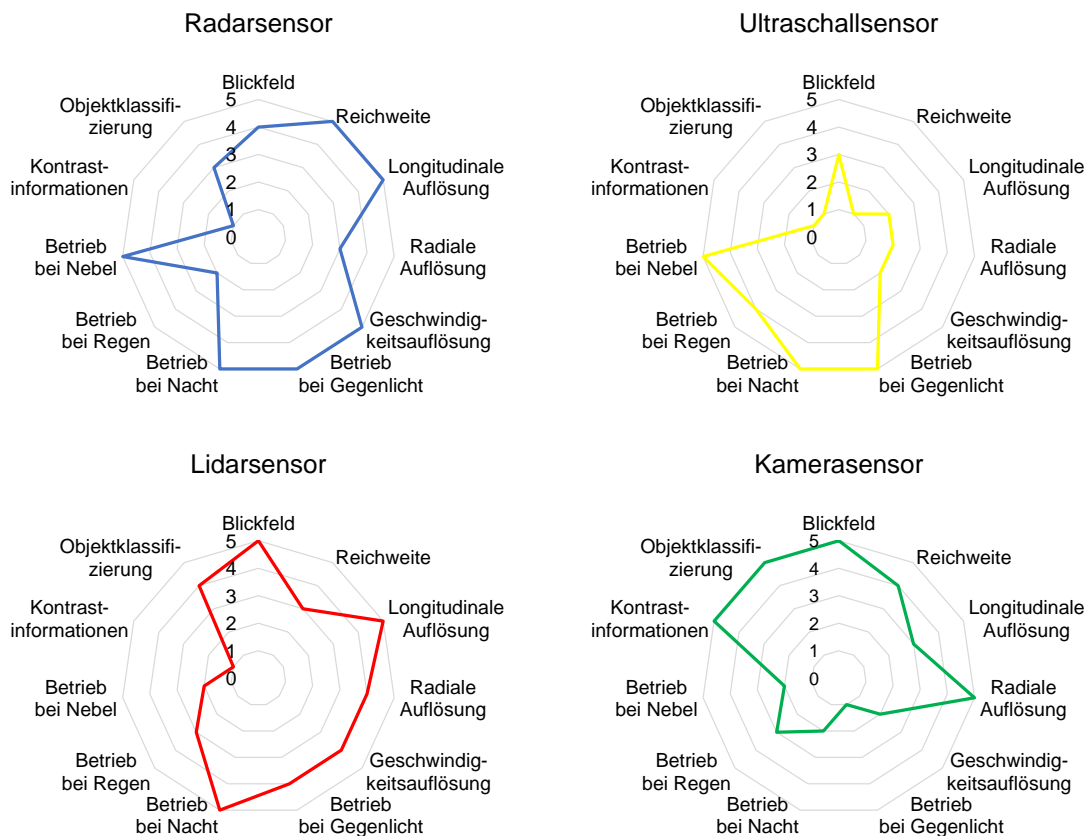 Radarsensor
Blickfeld
Reichweite
Longitudinale
Auflösung
Radiale
Auflösung
Geschwindig-
keitsauflösung
Betrieb
bei Gegenlicht
Betrieb
bei Nacht
Betrieb
bei Regen
Betrieb
bei Nebel
Kontrast-
informationen
Objektklassifi-
zierung
5
4
3
2
1
0
Ultraschallsensor
Blickfeld
Reichweite
Longitudinale
Auflösung
Radiale
Auflösung
Geschwindig-
keitsauflösung
Betrieb
bei Gegenlicht
Betrieb
bei Nacht
Betrieb
bei Regen
Betrieb
bei Nebel
Kontrast-
informationen
Objektklassifi-
zierung
5
4
3
2
1
0
Lidarsensor
Blickfeld
Reichweite
Longitudinale
Auflösung
Radiale
Auflösung
Geschwindig-
keitsauflösung
Betrieb
bei Gegenlicht
Betrieb
bei Nacht
Betrieb
bei Regen
Betrieb
bei Nebel
Kontrast-
informationen
Objektklassifi-
zierung
5
4
3
2
1
0
Kamerasensor
Blickfeld
Reichweite
Longitudinale
Auflösung
Radiale
Auflösung
Geschwindig-
keitsauflösung
Betrieb
bei Gegenlicht
Betrieb
bei Nacht
Betrieb
bei Regen
Betrieb
bei Nebel
Kontrast-
informationen
Objektklassifi-
zierung
5
4
3
2
1
0